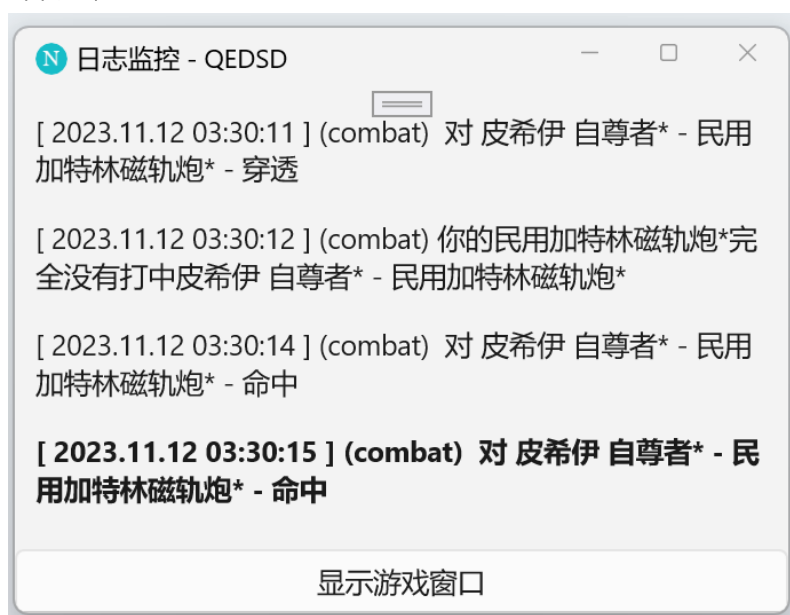 N 日志监控 - QEDSD
[ 2023.11.12 03:30:11 ] (combat)  对 皮希伊 自尊者* - 民用
加特林磁轨炮* - 穿透
[ 2023.11.12 03:30:12 ] (combat) 你的民用加特林磁轨炮*完
全没有打中皮希伊 自尊者* - 民用加特林磁轨炮*
[ 2023.11.12 03:30:14 ] (combat)  对 皮希伊 自尊者* - 民用
加特林磁轨炮* - 命中
[ 2023.11.12 03:30:15 ] (combat)  对 皮希伊 自尊者* - 民
用加特林磁轨炮* - 命中
显示游戏窗口